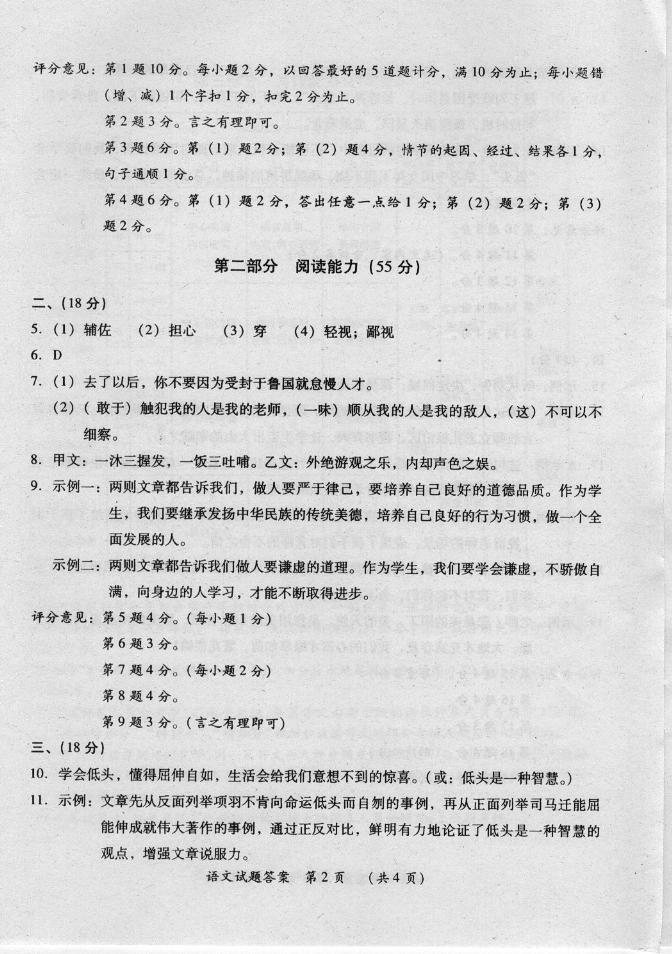 评分意见：第1题10分。每小题2分，以回答最好的5道题计分，满10分为止；每小题错
（增、减）1个字扣1分，扣完2分为止。
第2题3分。言之有理即可。
第3题6分。第（1）题2分；第（2）题4分，情节的起因、经过、结果各1分，
句子通顺1分。
第4题6分。第（1）题2分，答出任意一点给1分；第（2）题2分；第（3）
题2分。
第二部分 阅读能力（55分）
二、（18分）
5.（1）辅佐 （2）担心 （3）穿 （4）轻视；鄙视
6. D
7.（1）去了以后，你不要因为受封于鲁国就怠慢人才。
（2）（敢于）触犯我的人是我的老师，（一味）顺从我的人是我的敌人，（这）不可以不
细察。
8. 甲文：一沐三握发，一饭三吐哺。乙文：外绝游观之乐，内却声色之娱。
9. 示例一：两则文章都告诉我们，做人要严于律己，要培养自己良好的道德品质。作为学
生，我们要继承发扬中华民族的传统美德，培养自己良好的行为习惯，做一个全
面发展的人。
示例二：两则文章都告诉我们做人要谦虚的道理。作为学生，我们要学会谦虚，不骄傲自
满，向身边的人学习，才能不断取得进步。
评分意见：第5题4分。（每小题1分）
第6题3分。
第7题4分。（每小题2分）
第8题4分。
第9题3分。（言之有理即可）
三、（18分）
10. 学会低头，懂得屈伸自如，生活会给我们意想不到的惊喜。（或：低头是一种智慧。）
11. 示例：文章先从反面列举项羽不肯向命运低头而自刎的事例，再从正面列举司马迁能屈
能伸成就伟大著作的事例，通过正反对比，鲜明有力地论证了低头是一种智慧的
观点，增强文章说服力。
语文试题答案 第2页 （共4页）